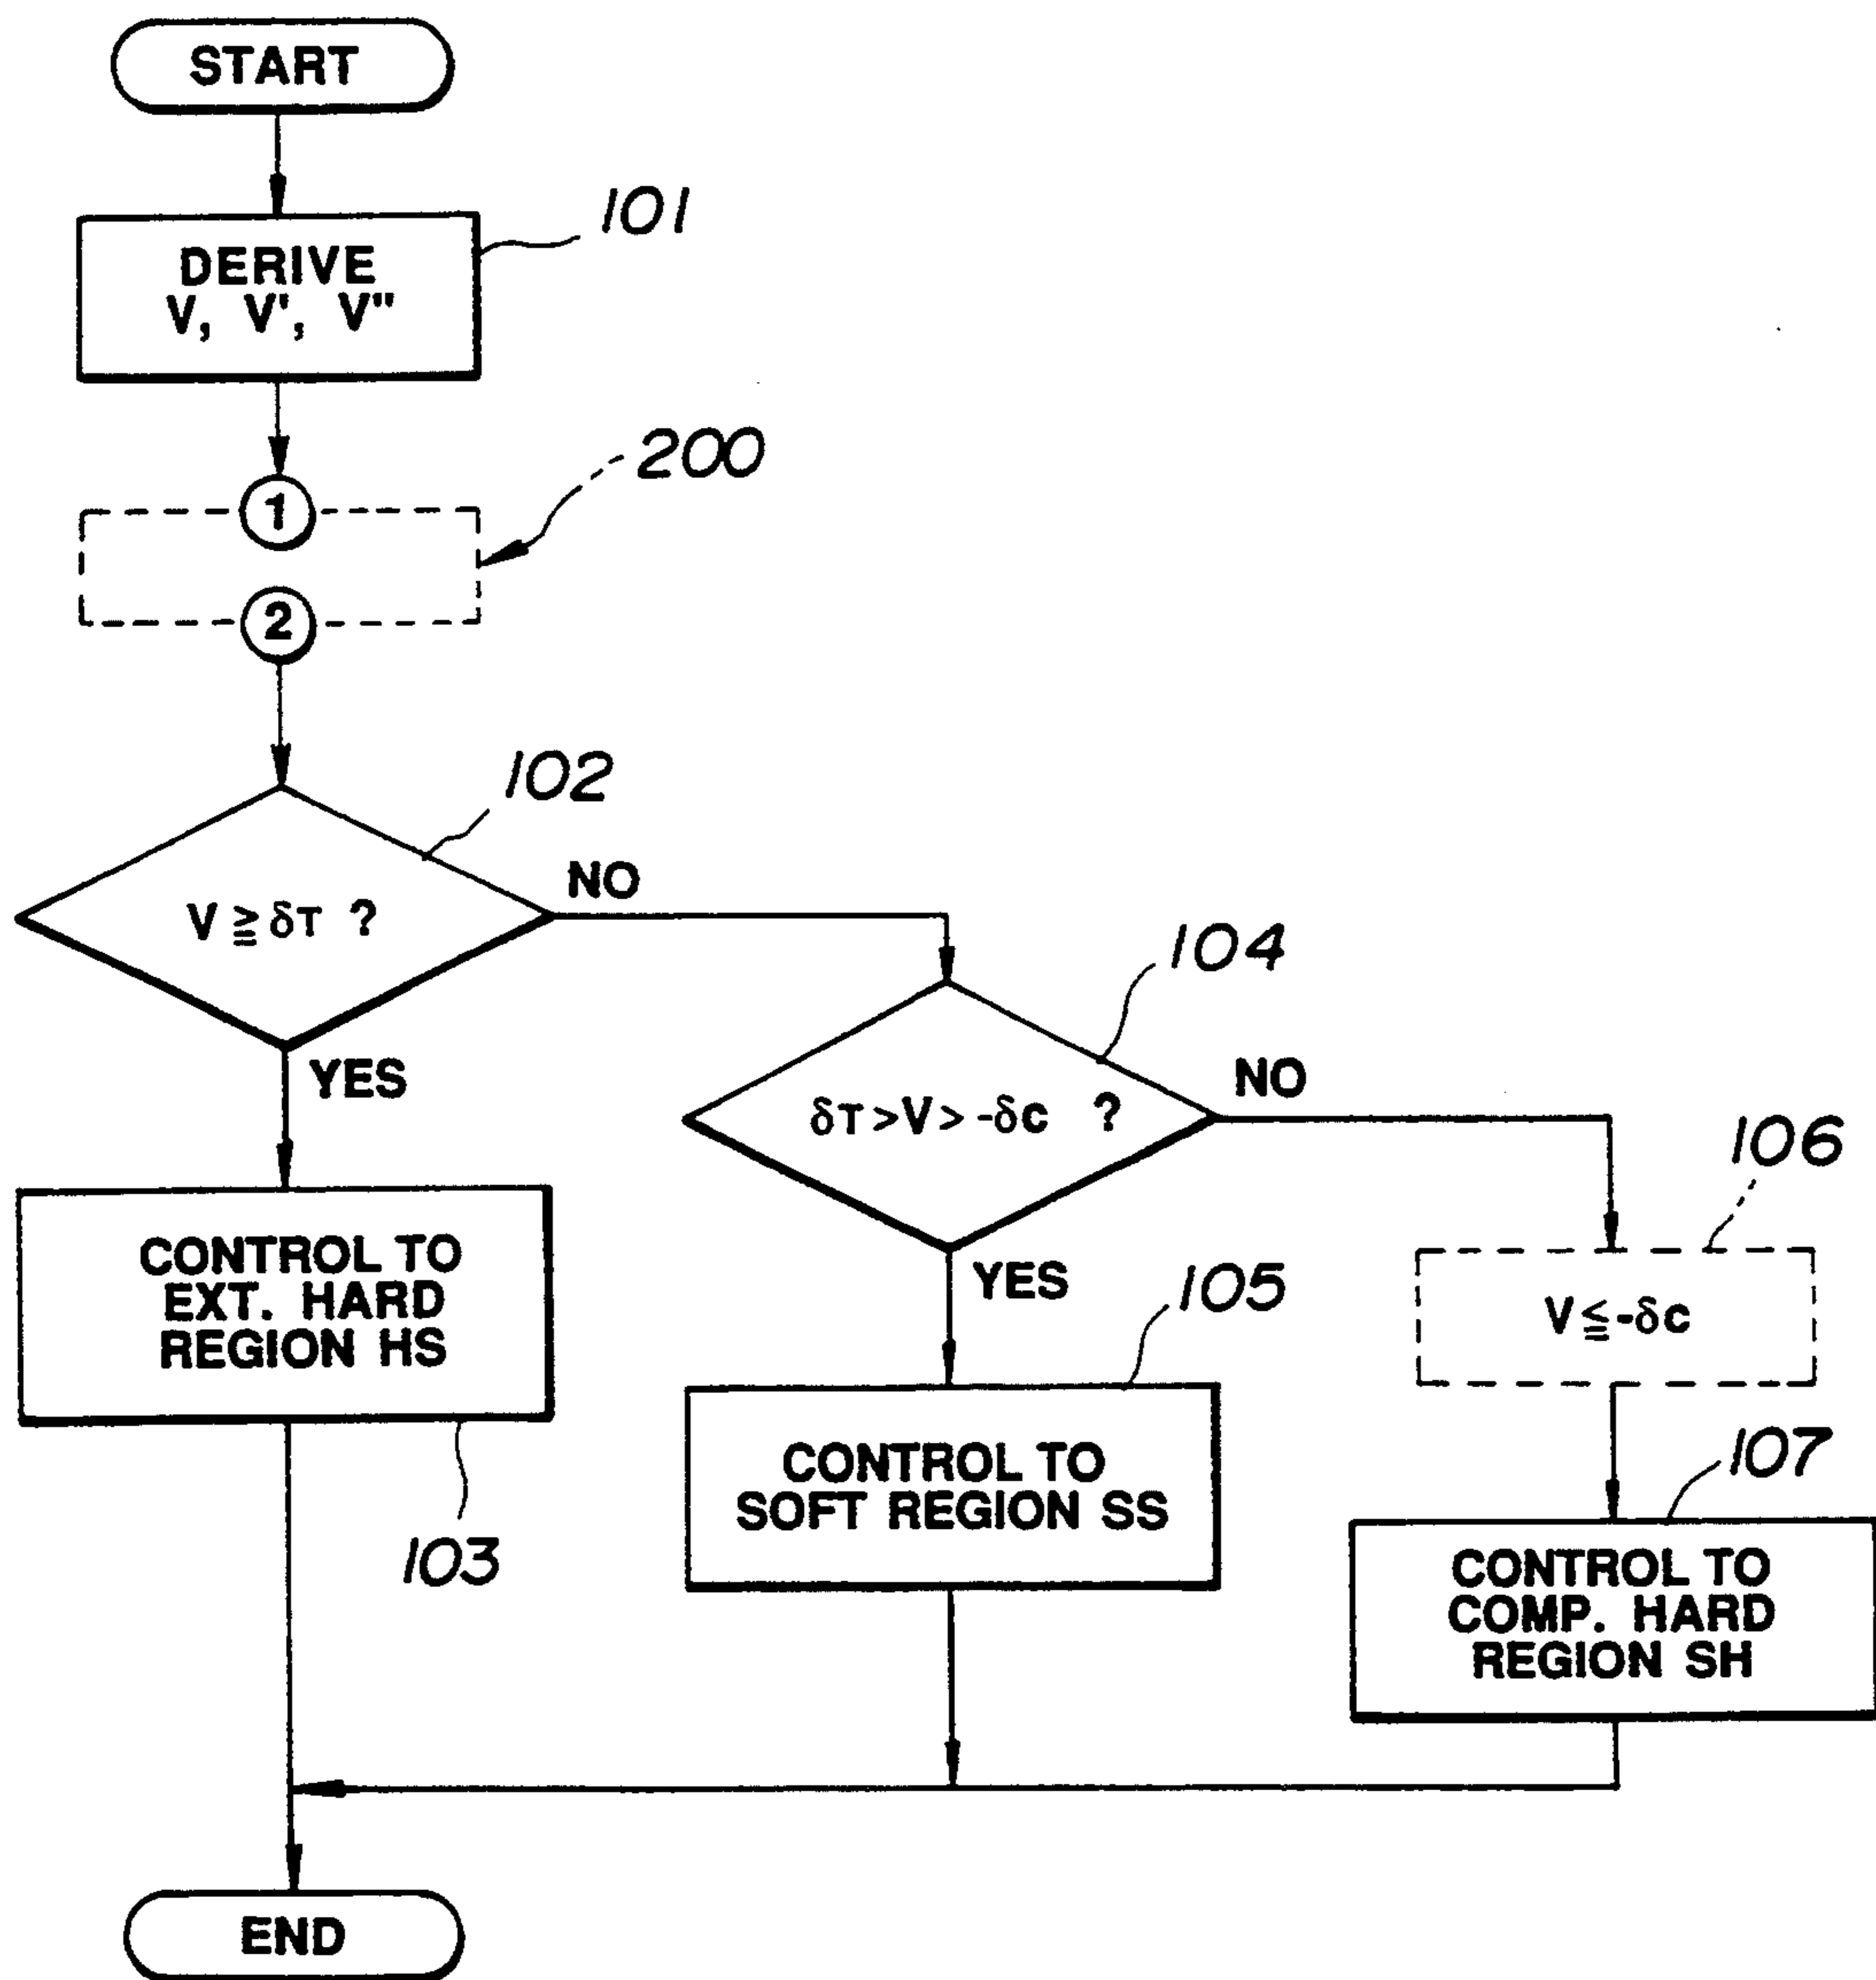 START
101
DERIVE
V, V', V"
200
1
2
102
V ≧ δT ?
NO
YES
104
δT > V > -δC ?
NO
YES
106
V ≦ -δC
CONTROL TO
EXT. HARD
REGION HS
103
105
CONTROL TO
SOFT REGION SS
107
CONTROL TO
COMP. HARD
REGION SH
END